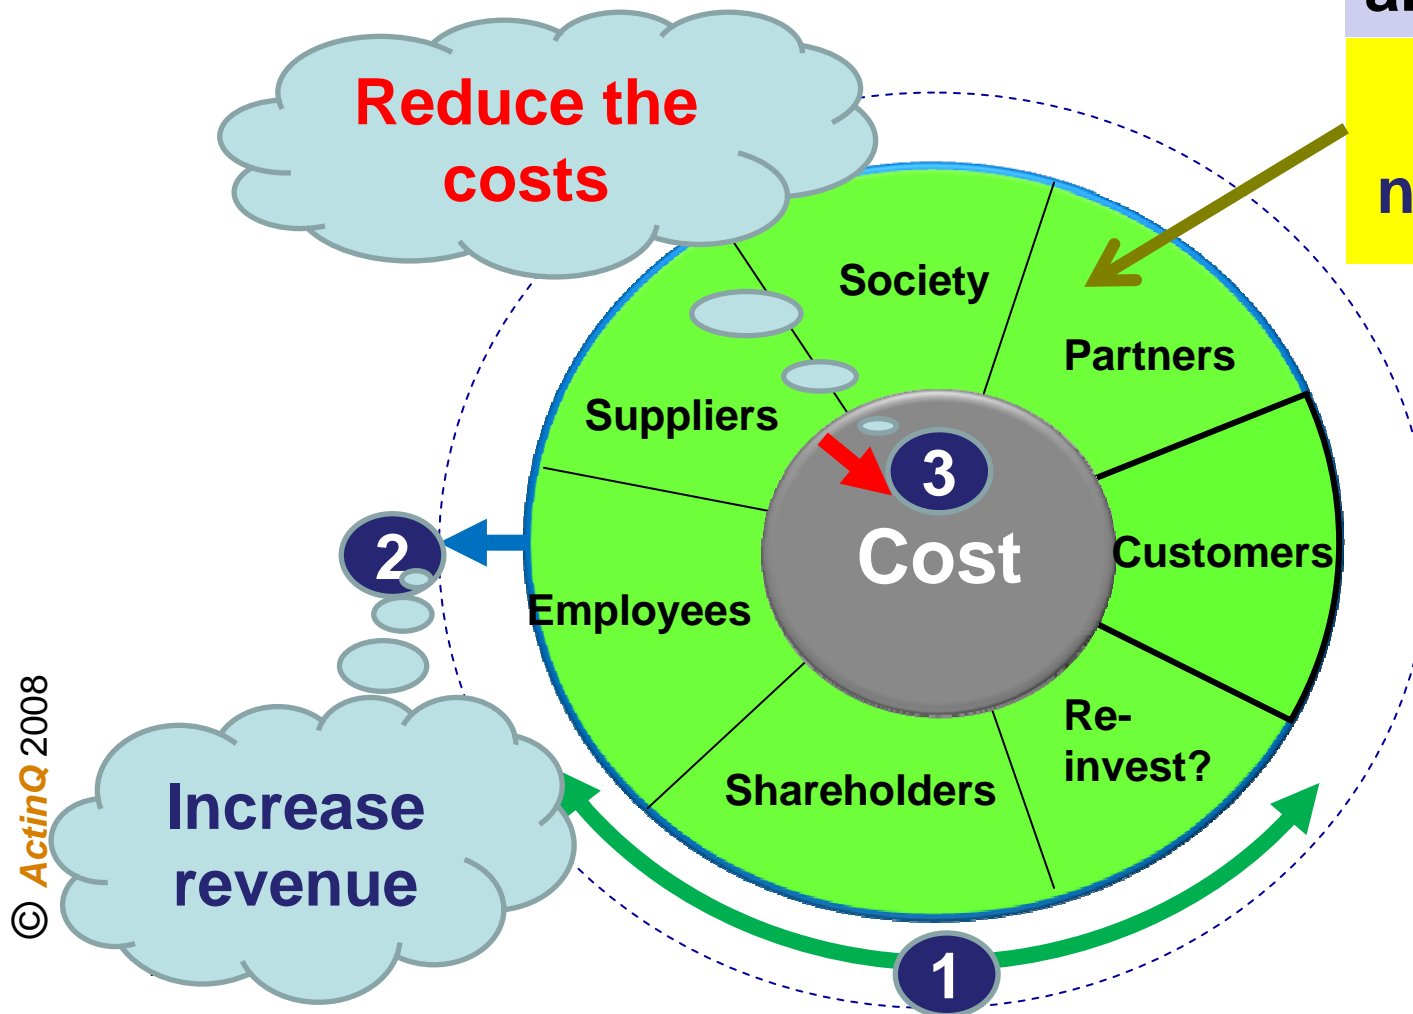 Reduce the
costs
Society
Partners
Suppliers
3
Cost
Customers
2
Employees
Re-
invest?
Shareholders
Increase
revenue
1
© ActinQ 2008